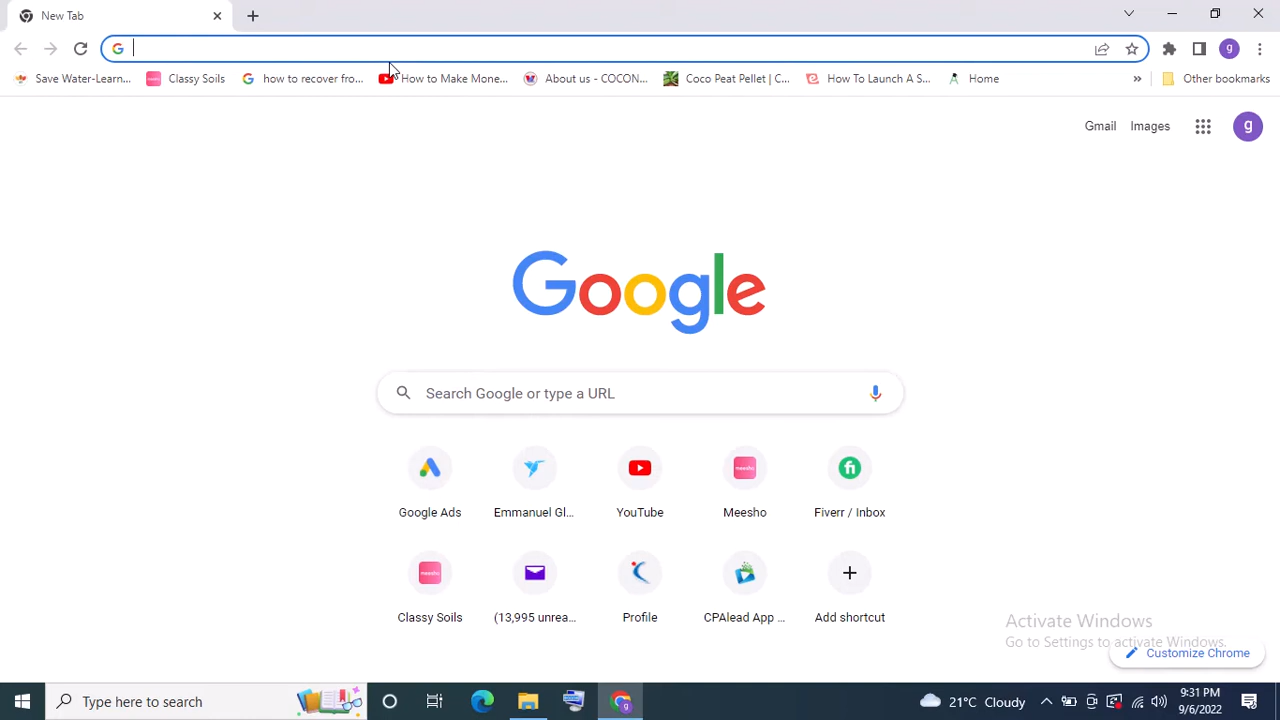 New Tab
Save Water-Learn...
Classy Soils
how to recover fro...
How to Make Mone...
About us - COCON...
Coco Peat Pellet | C...
How To Launch A S...
Home
»
Other bookmarks
g
Gmail
Images
g
Google
Search Google or type a URL
Google Ads
Emmanuel Gl...
YouTube
Meesho
Fiverr / Inbox
Classy Soils
(13,995 unrea...
Profile
CPAlead App ...
Add shortcut
Activate Windows
Go to Settings to activate Windows.
Customize Chrome
Type here to search
21°C Cloudy
9:31 PM
9/6/2022